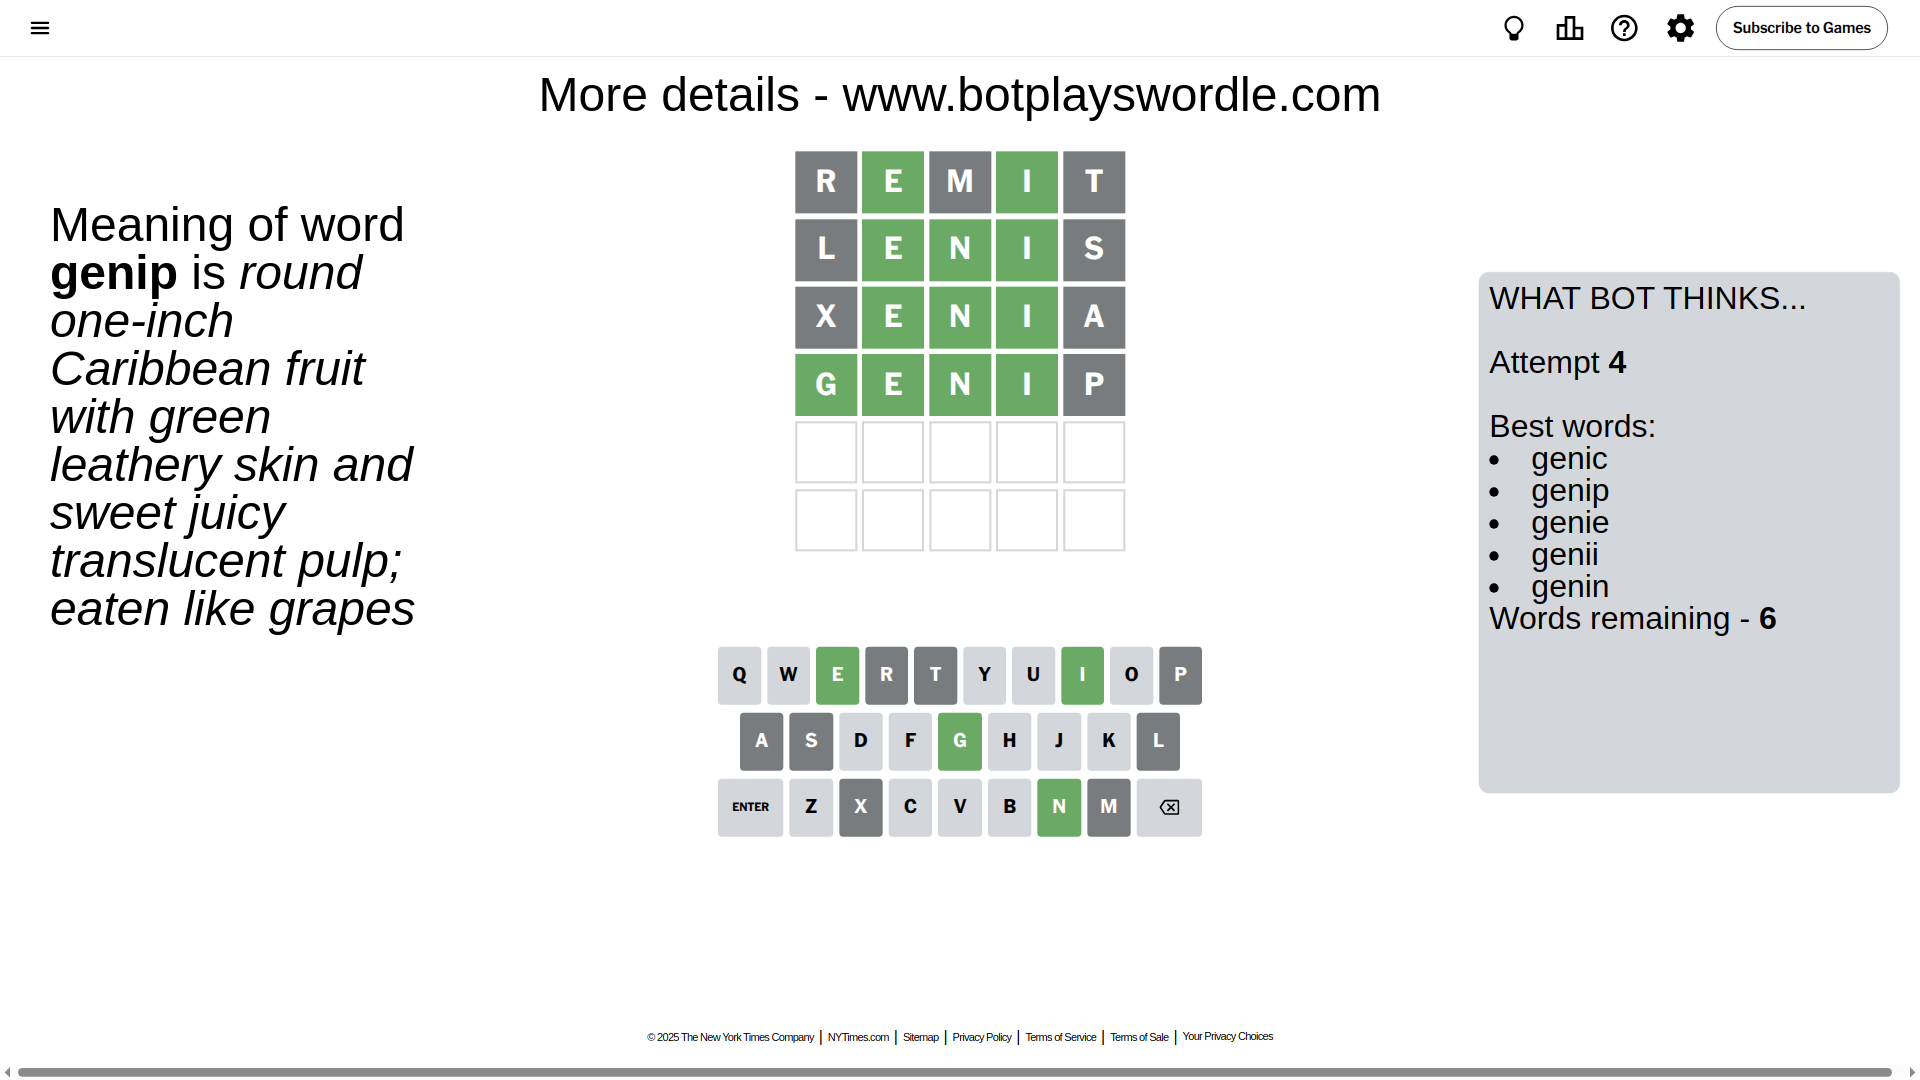 Subscribe to Games
More details - www.botplayswordle.com
Meaning of word
genip is round
one-inch
Caribbean fruit
with green
leathery skin and
sweet juicy
translucent pulp;
eaten like grapes
R E M I T
L E N I S
X E N I A
G E N I P
WHAT BOT THINKS...
Attempt 4
Best words:
• genic
• genip
• genie
• genii
• genin
Words remaining - 6
Q W E R T Y U I O P
A S D F G H J K L
ENTER Z X C V B N M
© 2025 The New York Times Company | NYTimes.com | Sitemap | Privacy Policy | Terms of Service | Terms of Sale | Your Privacy Choices